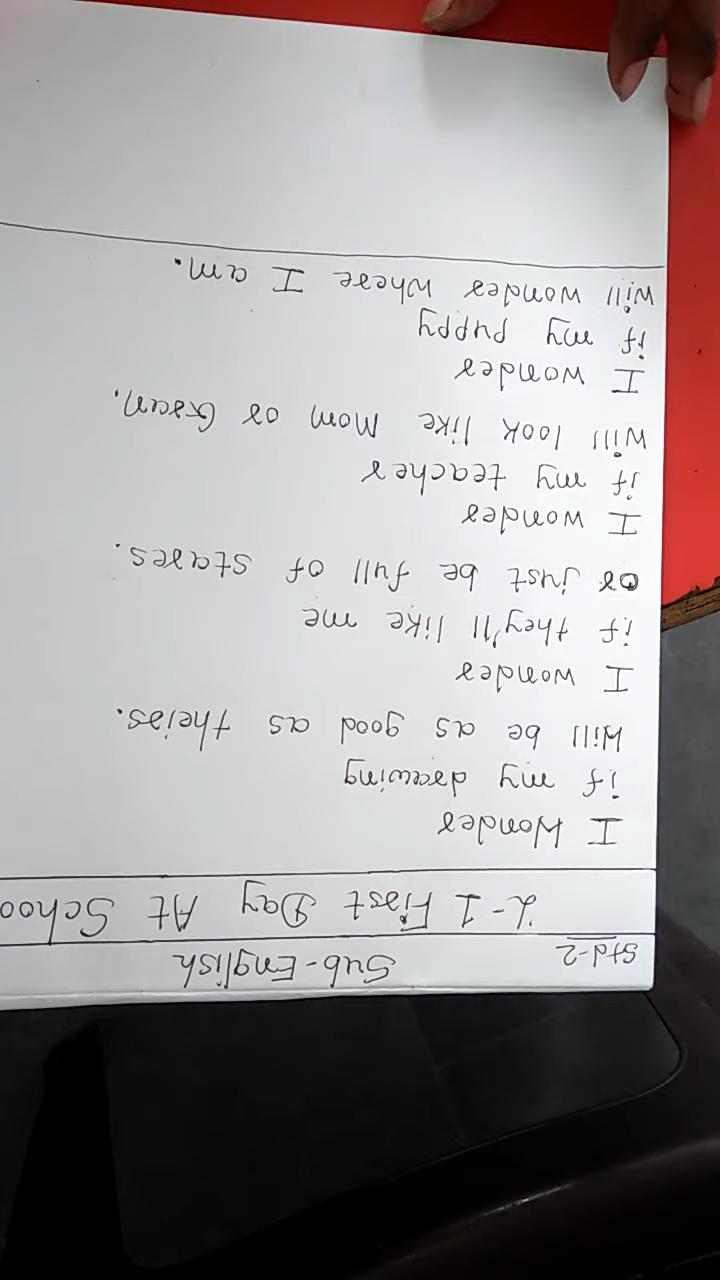 Std-2 Sub-English
L-1 First Day At Schoo
I Wonder
if my drawing
Will be as good as theirs.
I wonder
if they'll like me
or just be full of stares.
I wonder
if my teacher
will look like Mom or Gram.
I wonder
if my puppy
will wonder where I am.